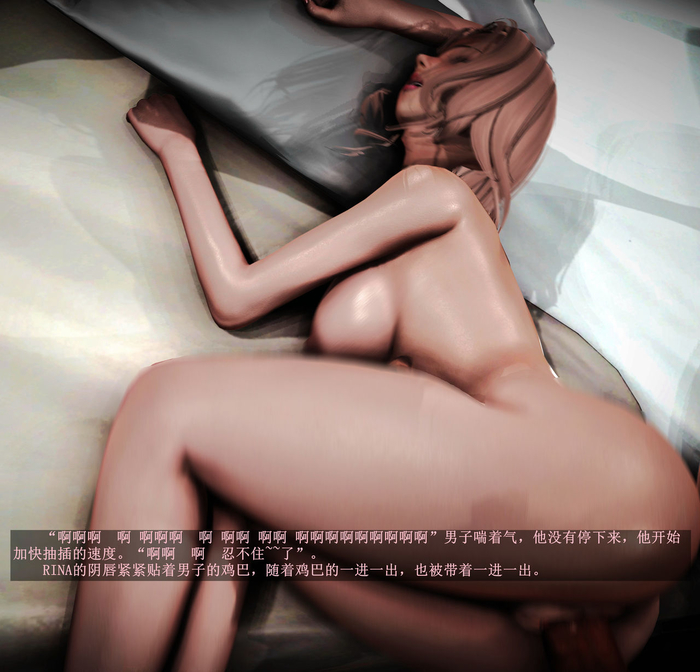 “啊啊啊　啊 啊啊啊　啊 啊啊 啊啊 啊啊啊啊啊啊啊啊啊”男子喘着气，他没有停下来，他开始
加快抽插的速度。“啊啊　啊　忍不住~~了”。
RINA的阴唇紧紧贴着男子的鸡巴，随着鸡巴的一进一出，也被带着一进一出。